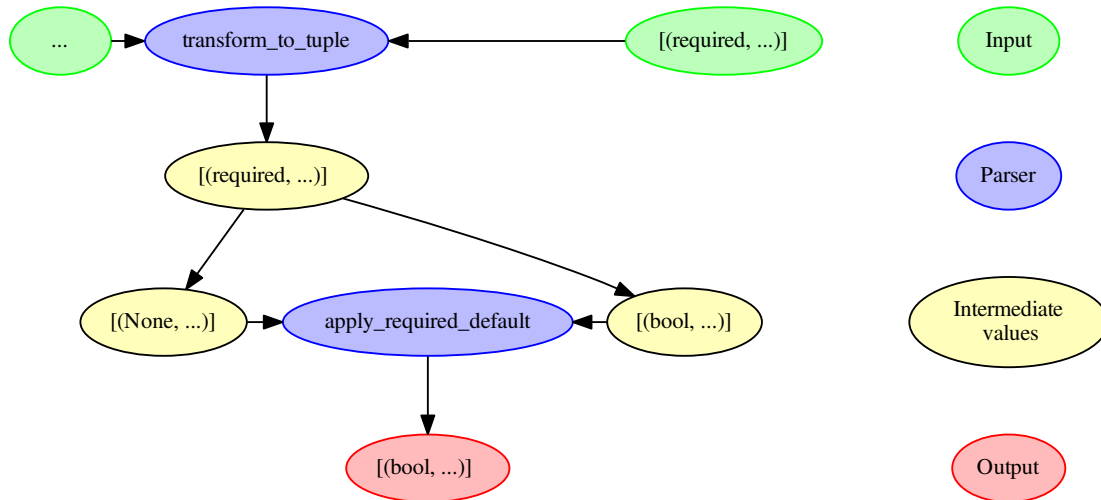 ...
transform_to_tuple
[(required, ...)]
Input
[(required, ...)]
Parser
[(None, ...)]
apply_required_default
[(bool, ...)]
Intermediate
values
[(bool, ...)]
Output